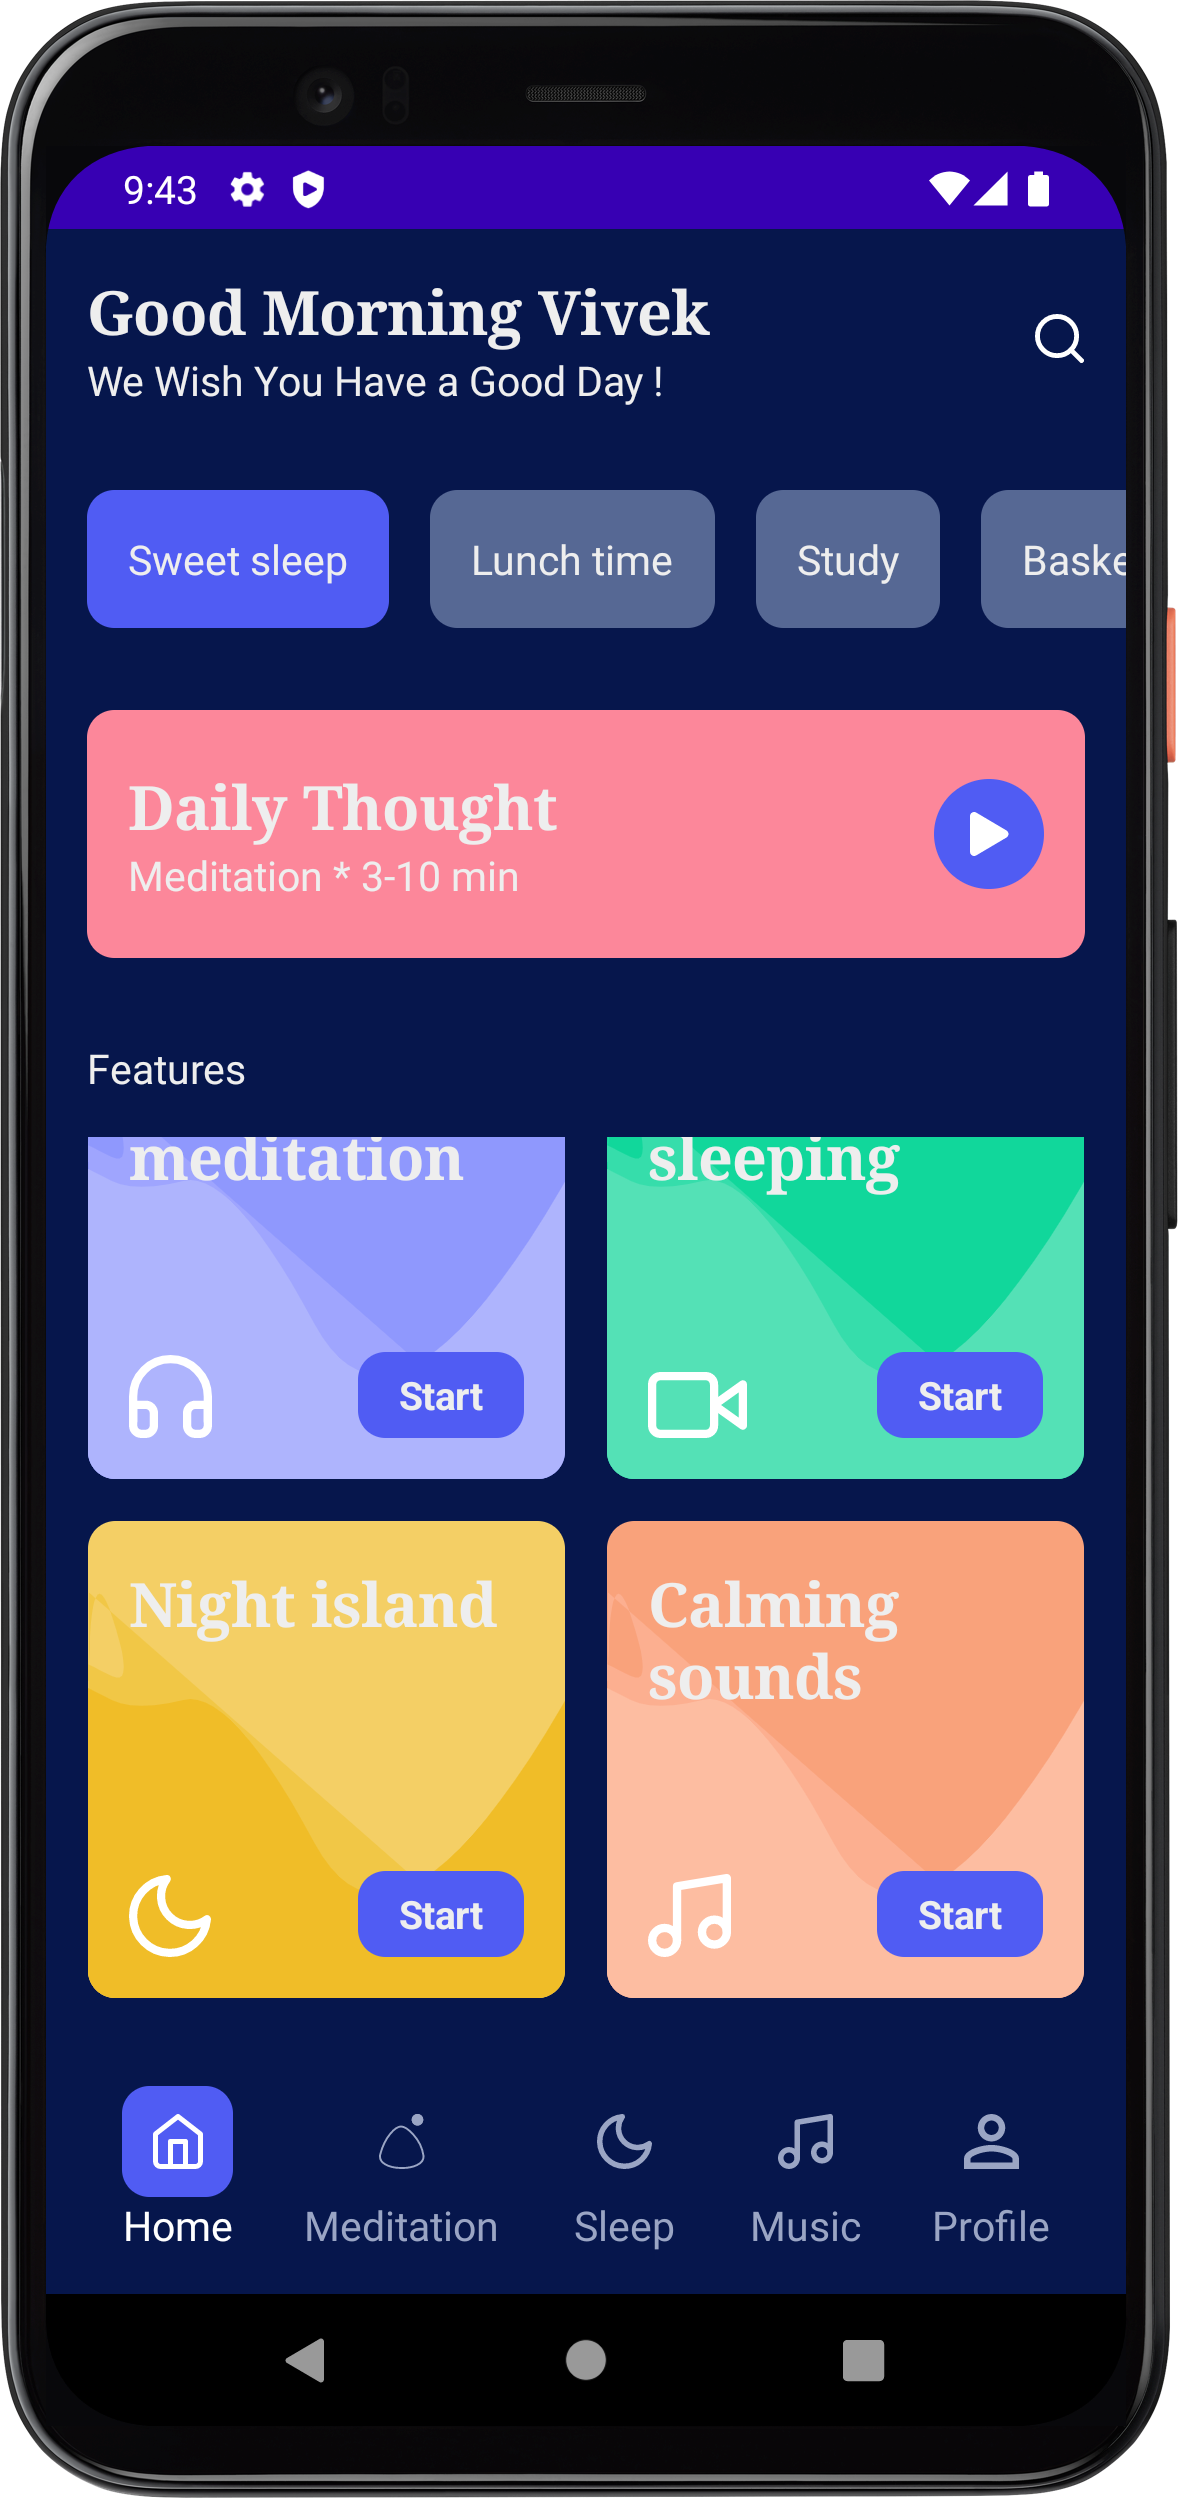 9:43
Good Morning Vivek
We Wish You Have a Good Day !
Sweet sleep
Lunch time
Study
Baske
Daily Thought
Meditation * 3-10 min
Features
meditation
sleeping
Start
Start
Night island
Calming
sounds
Start
Start
Home
Meditation
Sleep
Music
Profile